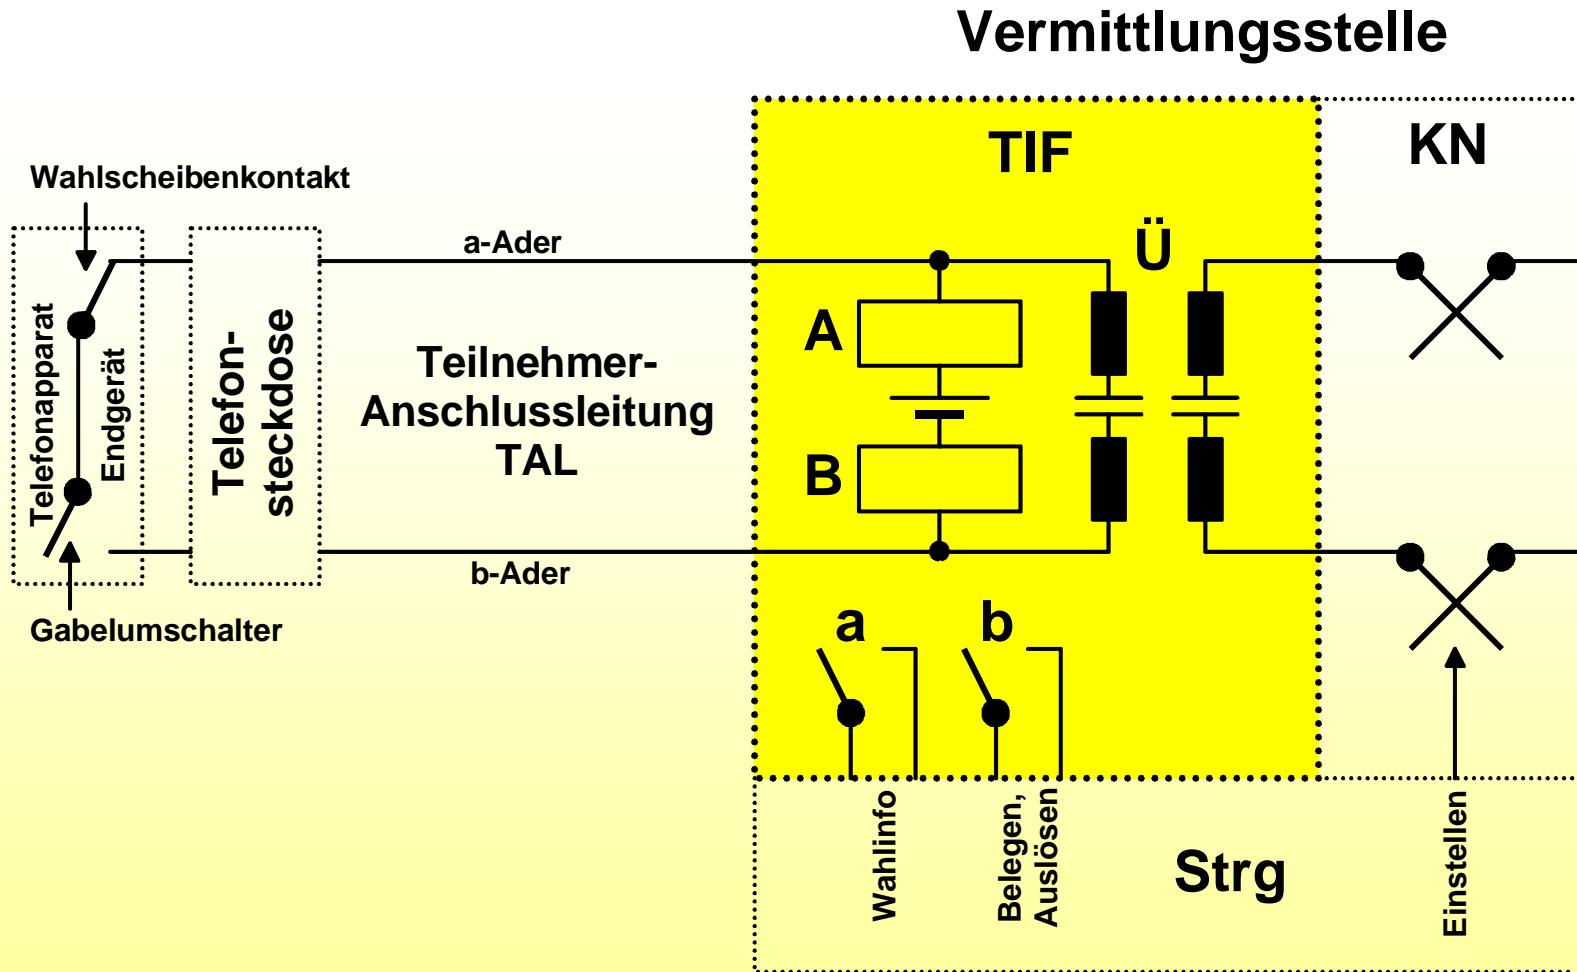 Vermittlungsstelle
TIF
KN
Wahlscheibenkontakt
a-Ader
Ü
Telefonapparat
Endgerät
Telefon-
steckdose
Teilnehmer-
Anschlussleitung
TAL
A
B
b-Ader
Gabelumschalter
a
b
Wahlinfo
Belegen,
Auslösen
Strg
Einstellen